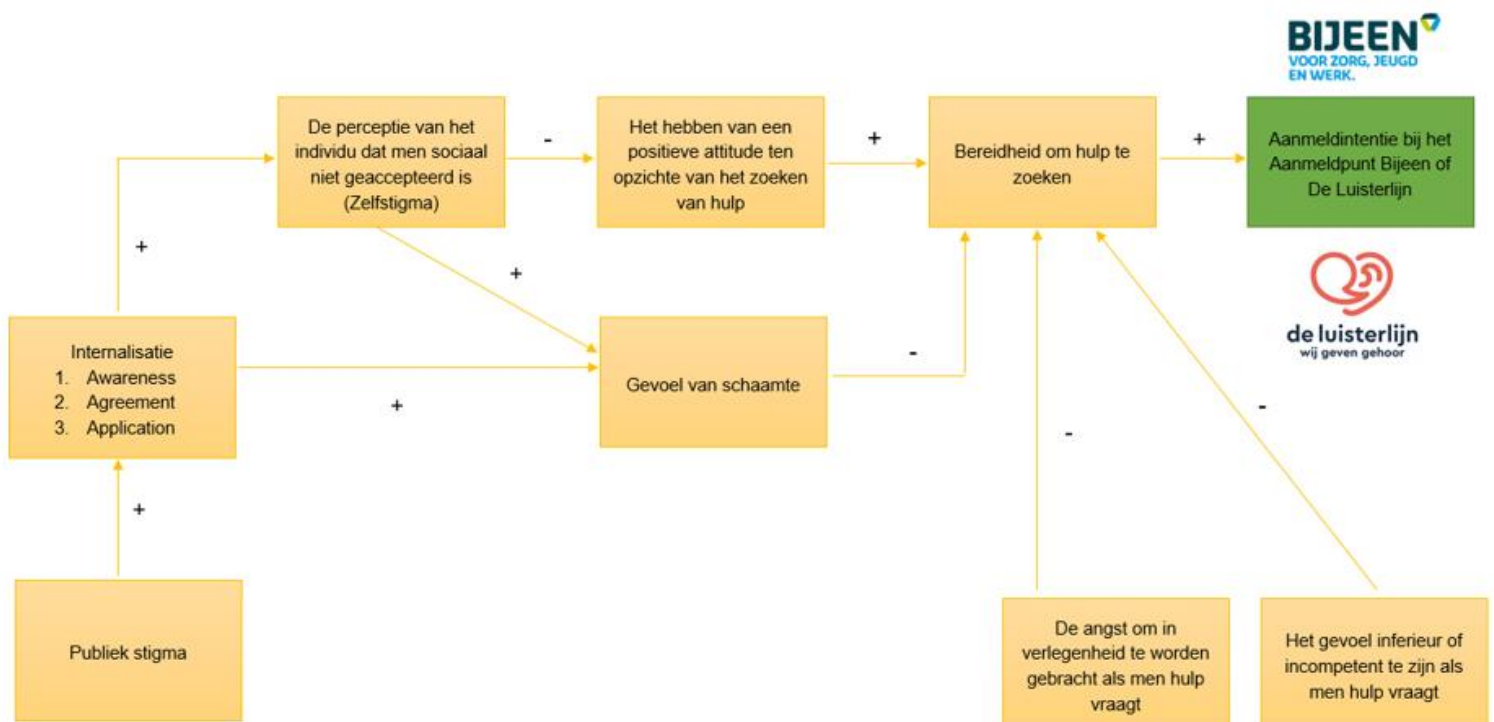 BIJEEN
VOOR ZORG, JEUGD
EN WERK.
De perceptie van het
individu dat men sociaal
niet geaccepteerd is
(Zelfstigma)
-
Het hebben van een
positieve attitude ten
opzichte van het zoeken
van hulp
+
Bereidheid om hulp te
zoeken
+
Aanmeldintentie bij het
Aanmeldpunt Bijeen of
De Luisterlijn
+
+
de luisterlijn
wij geven gehoor
Internalisatie
1. Awareness
2. Agreement
3. Application
+
Gevoel van schaamte
-
-
-
+
Publiek stigma
De angst om in
verlegenheid te worden
gebracht als men hulp
vraagt
Het gevoel inferieur of
incompetent te zijn als
men hulp vraagt